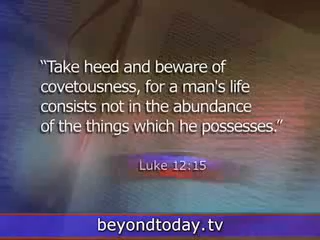 “Take heed and beware of
covetousness, for a man's life
consists not in the abundance
of the things which he possesses.”
Luke 12:15
beyondtoday.tv